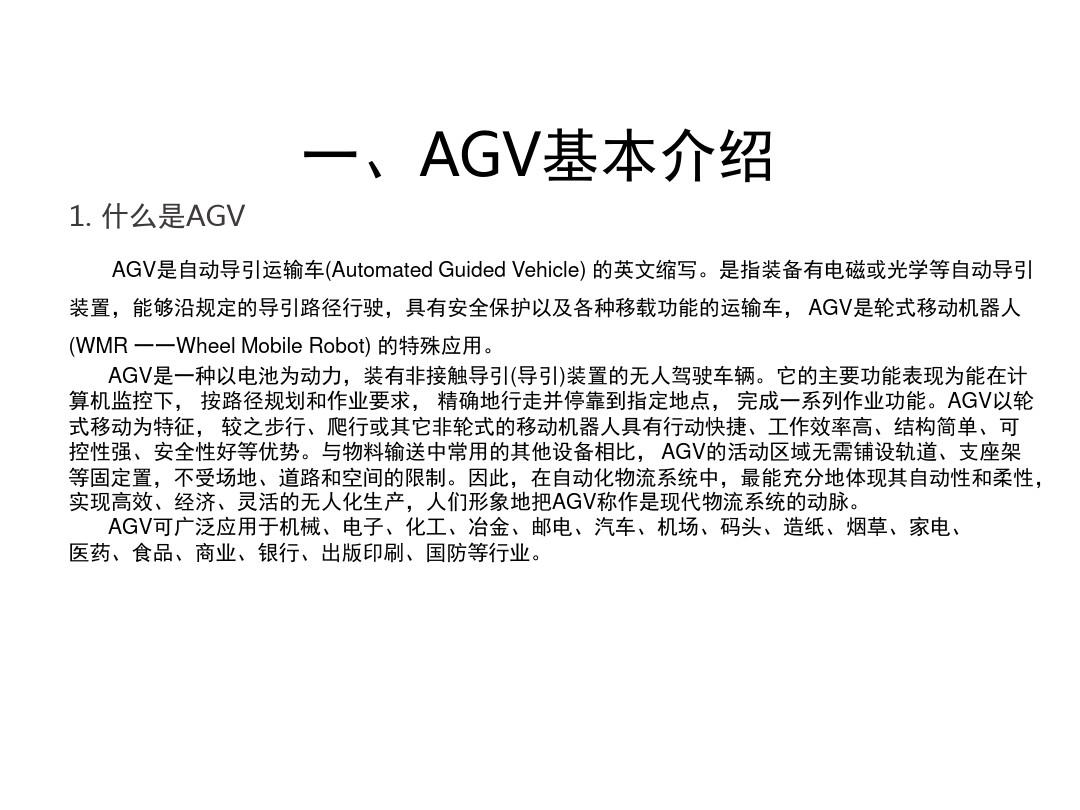 一、AGV基本介绍
1. 什么是AGV
AGV是自动导引运输车(Automated Guided Vehicle) 的英文缩写。是指装备有电磁或光学等自动导引
装置，能够沿规定的导引路径行驶，具有安全保护以及各种移载功能的运输车， AGV是轮式移动机器人
(WMR 一一Wheel Mobile Robot) 的特殊应用。
AGV是一种以电池为动力，装有非接触导引(导引)装置的无人驾驶车辆。它的主要功能表现为能在计
算机监控下， 按路径规划和作业要求， 精确地行走并停靠到指定地点， 完成一系列作业功能。AGV以轮
式移动为特征， 较之步行、爬行或其它非轮式的移动机器人具有行动快捷、工作效率高、结构简单、可
控性强、安全性好等优势。与物料输送中常用的其他设备相比， AGV的活动区域无需铺设轨道、支座架
等固定置，不受场地、道路和空间的限制。因此，在自动化物流系统中，最能充分地体现其自动性和柔性，
实现高效、经济、灵活的无人化生产，人们形象地把AGV称作是现代物流系统的动脉。
AGV可广泛应用于机械、电子、化工、冶金、邮电、汽车、机场、码头、造纸、烟草、家电、
医药、食品、商业、银行、出版印刷、国防等行业。